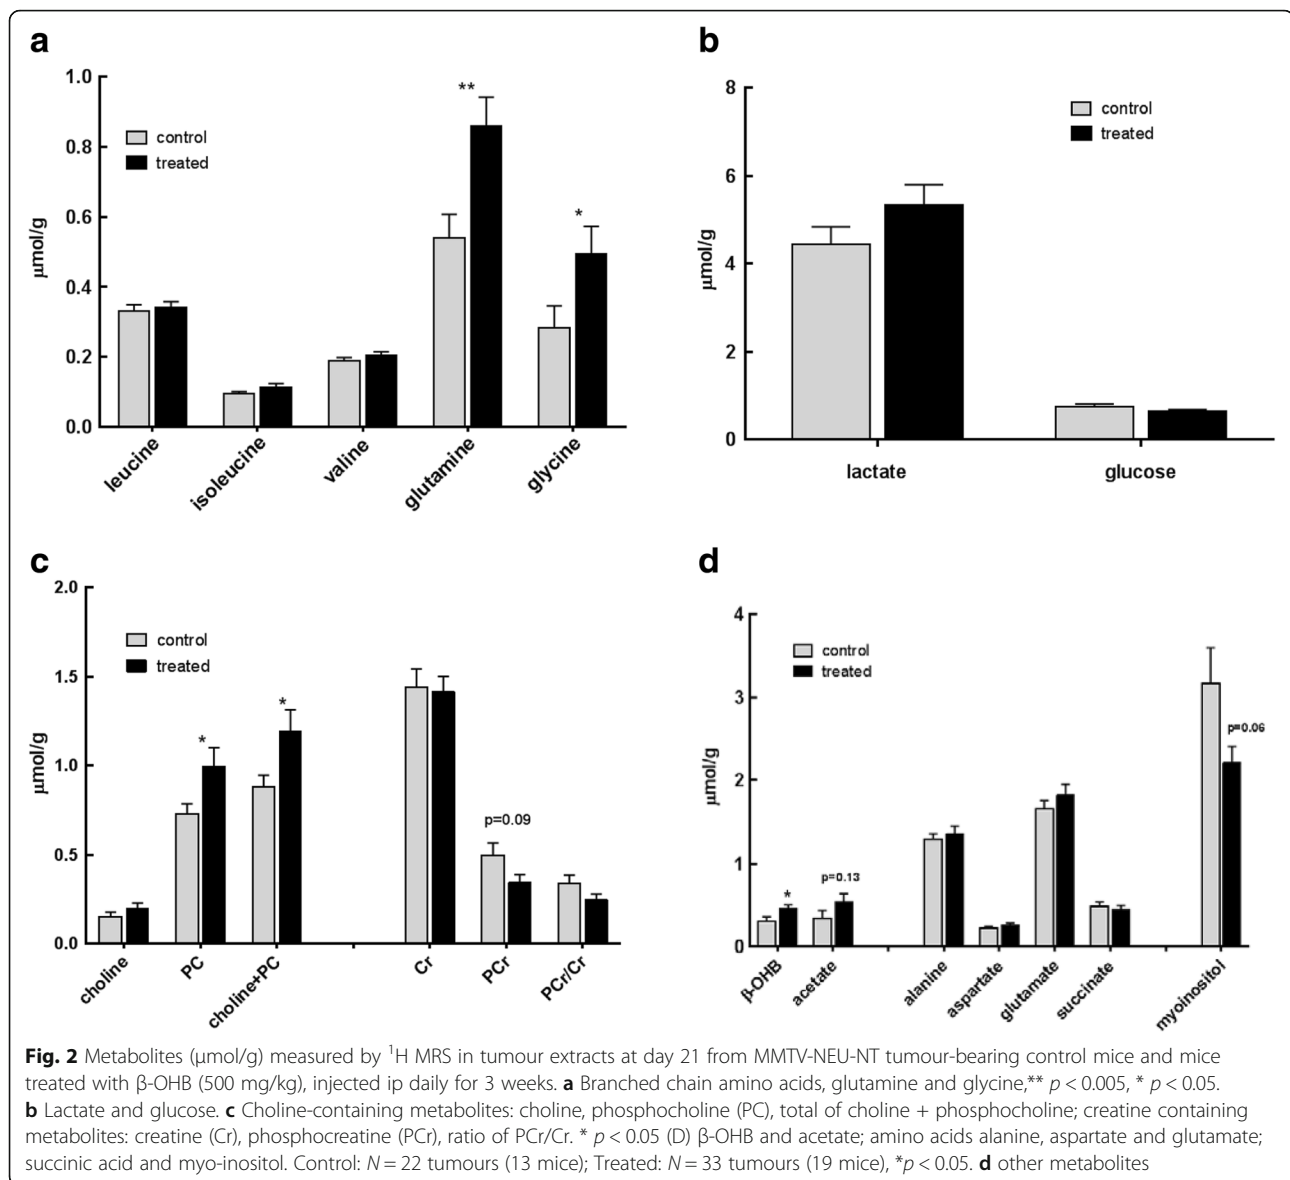 a
1.0
0.8
0.6
0.4
0.2
0.0
μmol/g
control
treated
**
*
leucine
isoleucine
valine
glutamine
glycine
b
8
6
4
2
0
μmol/g
control
treated
lactate
glucose
c
2.0
1.5
1.0
0.5
0.0
μmol/g
control
treated
*
*
p=0.09
choline
PC
choline+PC
Cr
PCr
PCr/Cr
d
4
3
2
1
0
μmol/g
control
treated
*
p=0.13
p=0.06
β-OHB
acetate
alanine
aspartate
glutamate
succinate
myoinositol
Fig. 2 Metabolites (μmol/g) measured by ¹H MRS in tumour extracts at day 21 from MMTV-NEU-NT tumour-bearing control mice and mice
treated with β-OHB (500 mg/kg), injected ip daily for 3 weeks. a Branched chain amino acids, glutamine and glycine,** p < 0.005, * p < 0.05.
b Lactate and glucose. c Choline-containing metabolites: choline, phosphocholine (PC), total of choline + phosphocholine; creatine containing
metabolites: creatine (Cr), phosphocreatine (PCr), ratio of PCr/Cr. * p < 0.05 (D) β-OHB and acetate; amino acids alanine, aspartate and glutamate;
succinic acid and myo-inositol. Control: N = 22 tumours (13 mice); Treated: N = 33 tumours (19 mice), *p < 0.05. d other metabolites